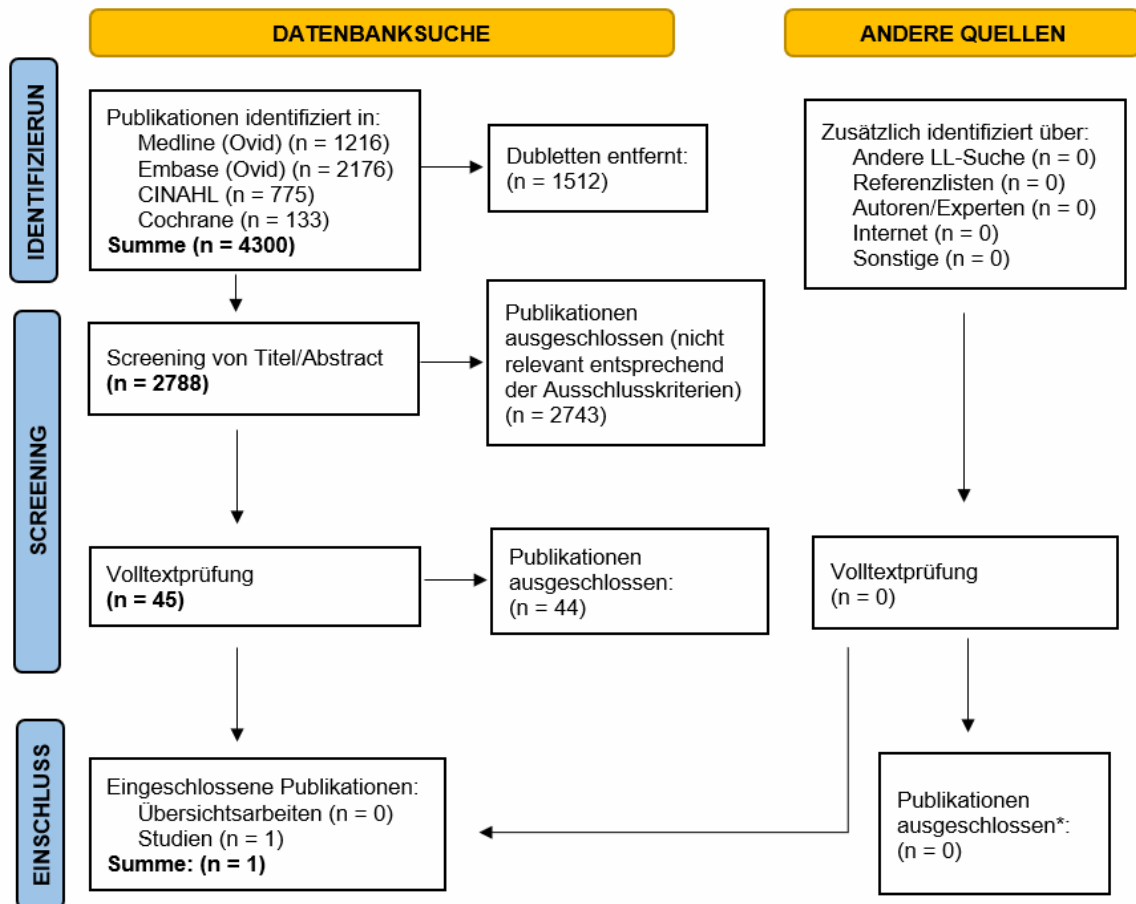 DATENBANKSUCHE
ANDERE QUELLEN
IDENTIFIZIERUN
Publikationen identifiziert in:
Medline (Ovid) (n = 1216)
Embase (Ovid) (n = 2176)
CINAHL (n = 775)
Cochrane (n = 133)
Summe (n = 4300)
Dubletten entfernt:
(n = 1512)
Zusätzlich identifiziert über:
Andere LL-Suche (n = 0)
Referenzlisten (n = 0)
Autoren/Experten (n = 0)
Internet (n = 0)
Sonstige (n = 0)
SCREENING
Screening von Titel/Abstract
(n = 2788)
Publikationen
ausgeschlossen (nicht
relevant entsprechend
der Ausschlusskriterien)
(n = 2743)
Volltextprüfung
(n = 45)
Publikationen
ausgeschlossen:
(n = 44)
Volltextprüfung
(n = 0)
EINSCHLUSS
Eingeschlossene Publikationen:
Übersichtsarbeiten (n = 0)
Studien (n = 1)
Summe: (n = 1)
Publikationen
ausgeschlossen*:
(n = 0)